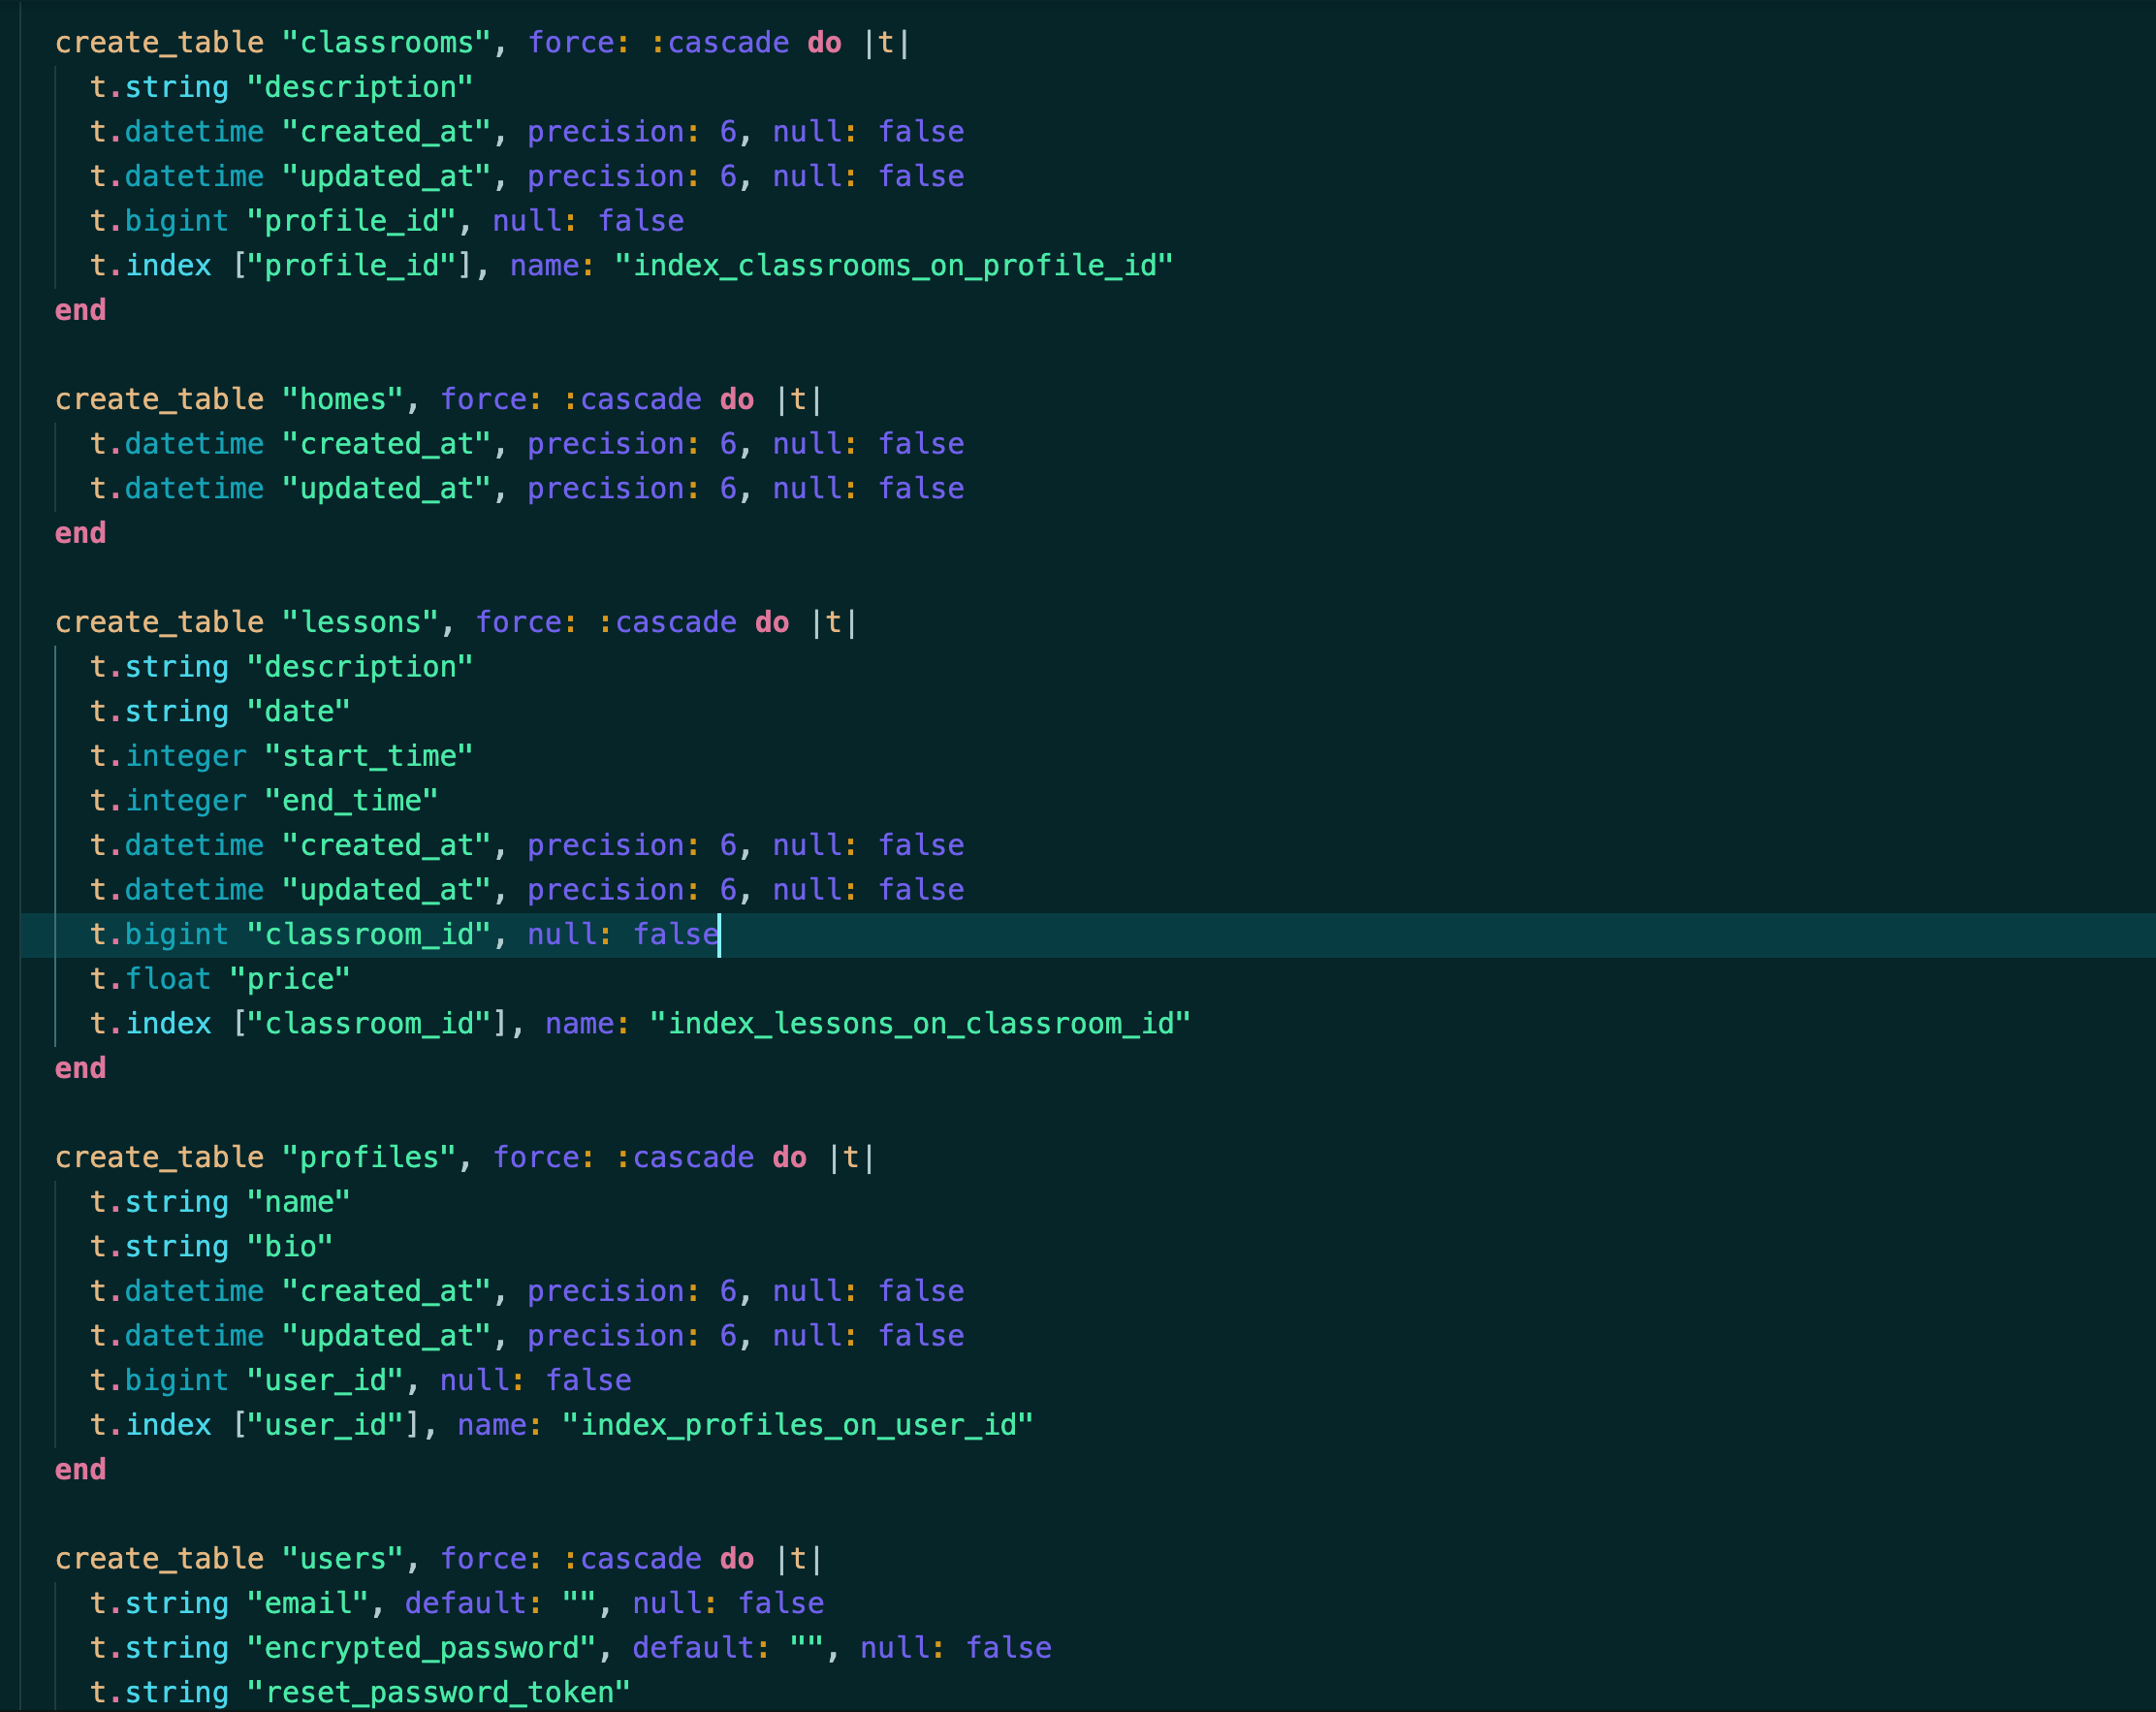 create_table "classrooms", force: :cascade do |t|
  t.string "description"
  t.datetime "created_at", precision: 6, null: false
  t.datetime "updated_at", precision: 6, null: false
  t.bigint "profile_id", null: false
  t.index ["profile_id"], name: "index_classrooms_on_profile_id"
end

create_table "homes", force: :cascade do |t|
  t.datetime "created_at", precision: 6, null: false
  t.datetime "updated_at", precision: 6, null: false
end

create_table "lessons", force: :cascade do |t|
  t.string "description"
  t.string "date"
  t.integer "start_time"
  t.integer "end_time"
  t.datetime "created_at", precision: 6, null: false
  t.datetime "updated_at", precision: 6, null: false
  t.bigint "classroom_id", null: false
  t.float "price"
  t.index ["classroom_id"], name: "index_lessons_on_classroom_id"
end

create_table "profiles", force: :cascade do |t|
  t.string "name"
  t.string "bio"
  t.datetime "created_at", precision: 6, null: false
  t.datetime "updated_at", precision: 6, null: false
  t.bigint "user_id", null: false
  t.index ["user_id"], name: "index_profiles_on_user_id"
end

create_table "users", force: :cascade do |t|
  t.string "email", default: "", null: false
  t.string "encrypted_password", default: "", null: false
  t.string "reset_password_token"